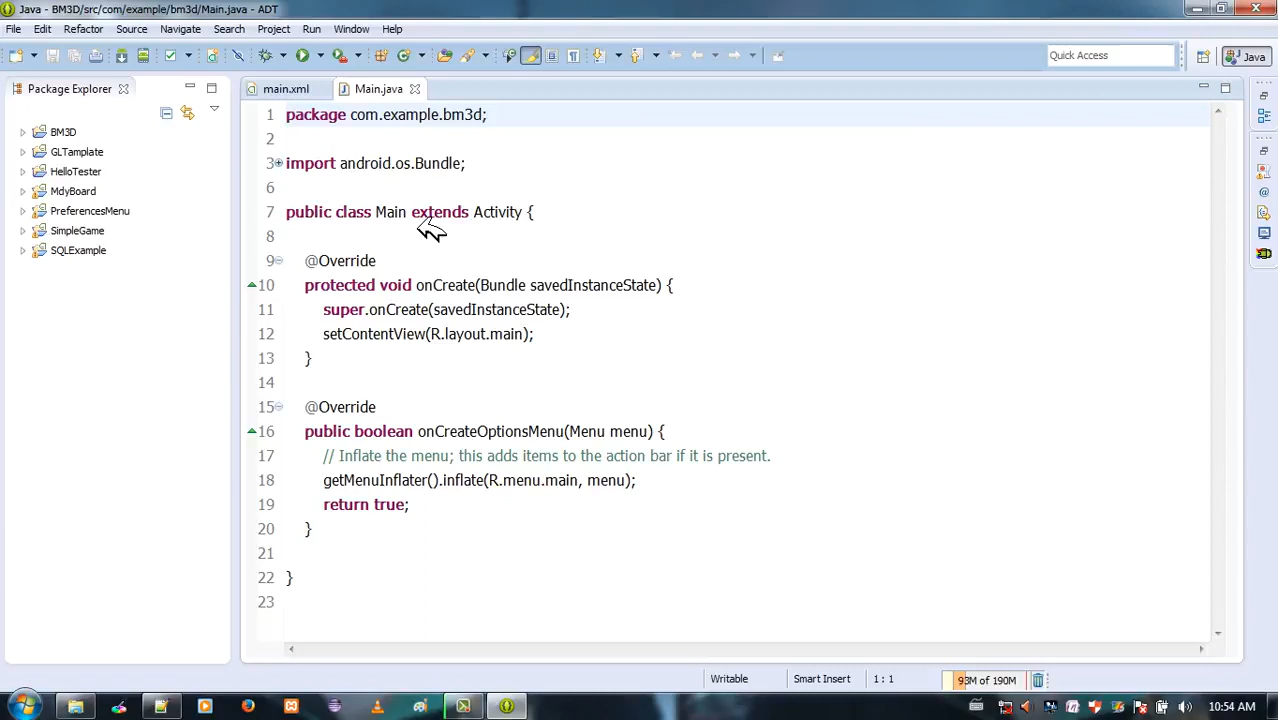 Java - BM3D/src/com/example/bm3d/Main.java - ADT
File Edit Refactor Source Navigate Search Project Run Window Help
Quick Access
Java
Package Explorer
main.xml
Main.java
BM3D
GLTamplate
HelloTester
MdyBoard
PreferencesMenu
SimpleGame
SQLExample
1 package com.example.bm3d;
2
3 import android.os.Bundle;
6
7 public class Main extends Activity {
8
9 @Override
10 protected void onCreate(Bundle savedInstanceState) {
11 super.onCreate(savedInstanceState);
12 setContentView(R.layout.main);
13 }
14
15 @Override
16 public boolean onCreateOptionsMenu(Menu menu) {
17 // Inflate the menu; this adds items to the action bar if it is present.
18 getMenuInflater().inflate(R.menu.main, menu);
19 return true;
20 }
21
22 }
23
Writable Smart Insert 1 : 1 93M of 190M
10:54 AM